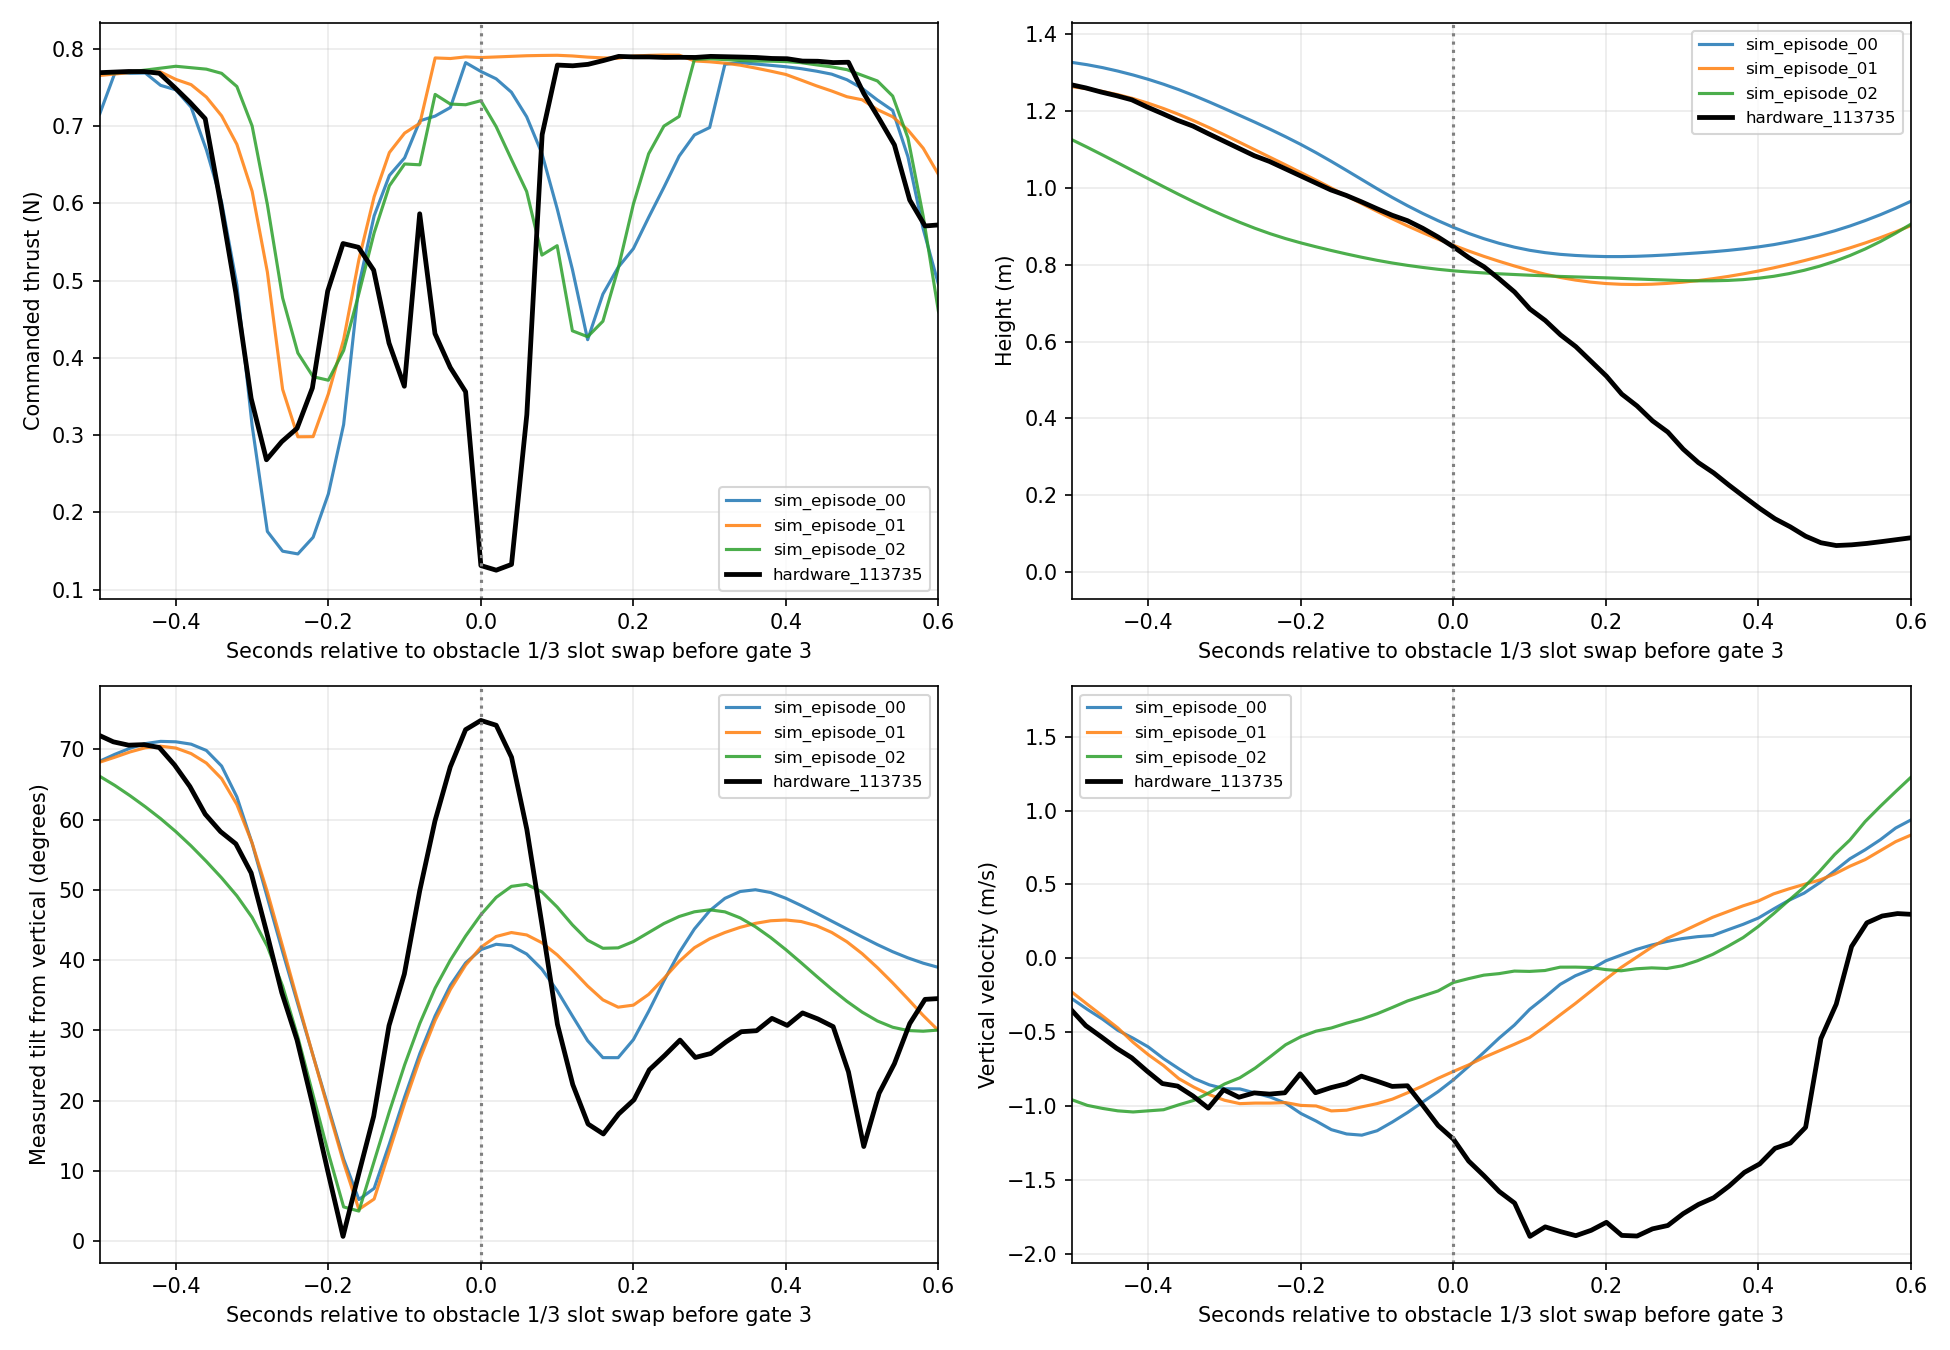 Commanded thrust (N)
0.8
0.7
0.6
0.5
0.4
0.3
0.2
0.1
sim_episode_00
sim_episode_01
sim_episode_02
hardware_113735
−0.4 −0.2 0.0 0.2 0.4 0.6
Seconds relative to obstacle 1/3 slot swap before gate 3
Height (m)
1.4
1.2
1.0
0.8
0.6
0.4
0.2
0.0
sim_episode_00
sim_episode_01
sim_episode_02
hardware_113735
−0.4 −0.2 0.0 0.2 0.4 0.6
Seconds relative to obstacle 1/3 slot swap before gate 3
Measured tilt from vertical (degrees)
70
60
50
40
30
20
10
0
sim_episode_00
sim_episode_01
sim_episode_02
hardware_113735
−0.4 −0.2 0.0 0.2 0.4 0.6
Seconds relative to obstacle 1/3 slot swap before gate 3
Vertical velocity (m/s)
1.5
1.0
0.5
0.0
−0.5
−1.0
−1.5
−2.0
sim_episode_00
sim_episode_01
sim_episode_02
hardware_113735
−0.4 −0.2 0.0 0.2 0.4 0.6
Seconds relative to obstacle 1/3 slot swap before gate 3